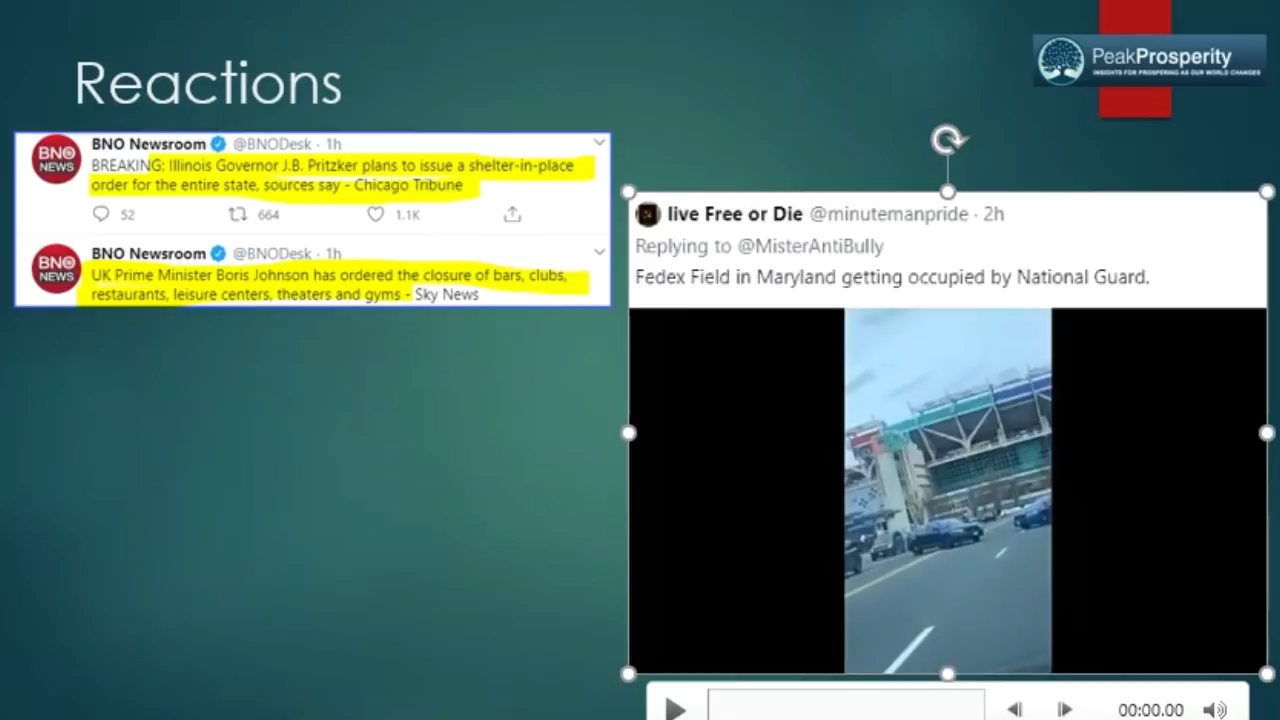 Reactions
PeakProsperity
INSIGHTS FOR PROSPERING AS OUR WORLD CHANGES
BNO Newsroom @BNODesk · 1h
BNO
NEWS
BREAKING: Illinois Governor J.B. Pritzker plans to issue a shelter-in-place
order for the entire state, sources say - Chicago Tribune
52 664 1.1K
BNO Newsroom @BNODesk · 1h
BNO
NEWS
UK Prime Minister Boris Johnson has ordered the closure of bars, clubs,
restaurants, leisure centers, theaters and gyms - Sky News
live Free or Die @minutemanpride · 2h
Replying to @MisterAntiBully
Fedex Field in Maryland getting occupied by National Guard.
00:00.00